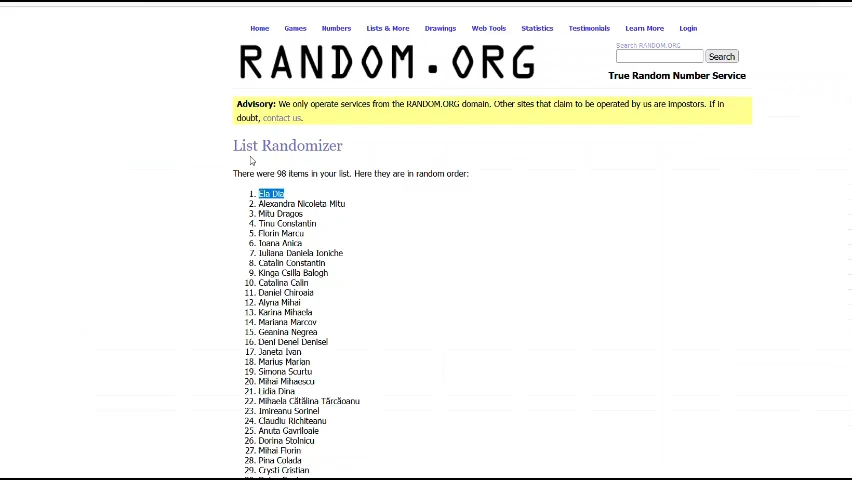 Home Games Numbers Lists & More Drawings Web Tools Statistics Testimonials Learn More Login
RANDOM.ORG
Search RANDOM.ORG
Search
True Random Number Service
Advisory: We only operate services from the RANDOM.ORG domain. Other sites that claim to be operated by us are impostors. If in
doubt, contact us.
List Randomizer
There were 98 items in your list. Here they are in random order:
1. Ela Dia
2. Alexandra Nicoleta Mitu
3. Mitu Dragos
4. Tinu Constantin
5. Florin Marcu
6. Ioana Anica
7. Iuliana Daniela Ioniche
8. Catalin Constantin
9. Kinga Csilla Balogh
10. Catalina Calin
11. Daniel Chiroaia
12. Alyna Mihai
13. Karina Mihaela
14. Mariana Marcov
15. Geanina Negrea
16. Deni Denel Denisel
17. Janeta Ivan
18. Marius Marian
19. Simona Scurtu
20. Mihai Mihaescu
21. Lidia Dina
22. Mihaela Cătălina Tărcăoanu
23. Imireanu Sorinel
24. Claudiu Richiteanu
25. Anuta Gavriloaie
26. Dorina Stolnicu
27. Mihai Florin
28. Pina Colada
29. Crysti Cristian